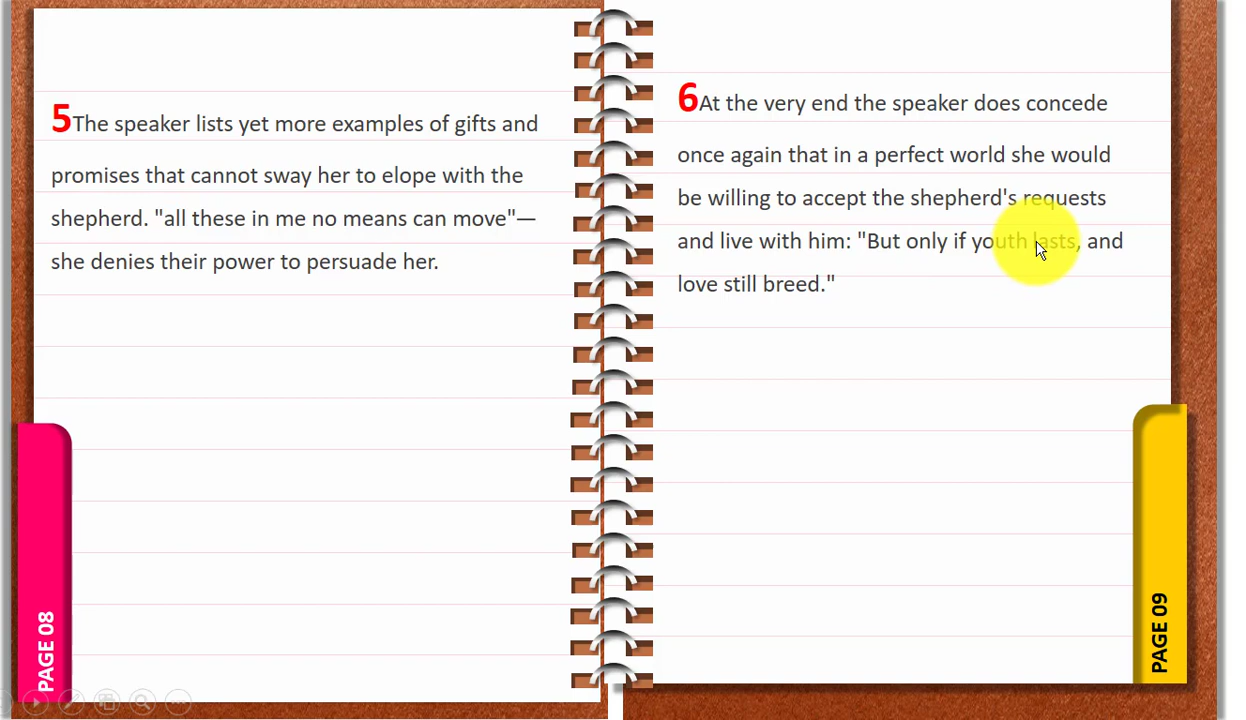 5The speaker lists yet more examples of gifts and
promises that cannot sway her to elope with the
shepherd. "all these in me no means can move"—
she denies their power to persuade her.
PAGE 08
6At the very end the speaker does concede
once again that in a perfect world she would
be willing to accept the shepherd's requests
and live with him: "But only if youth lasts, and
love still breed."
PAGE 09